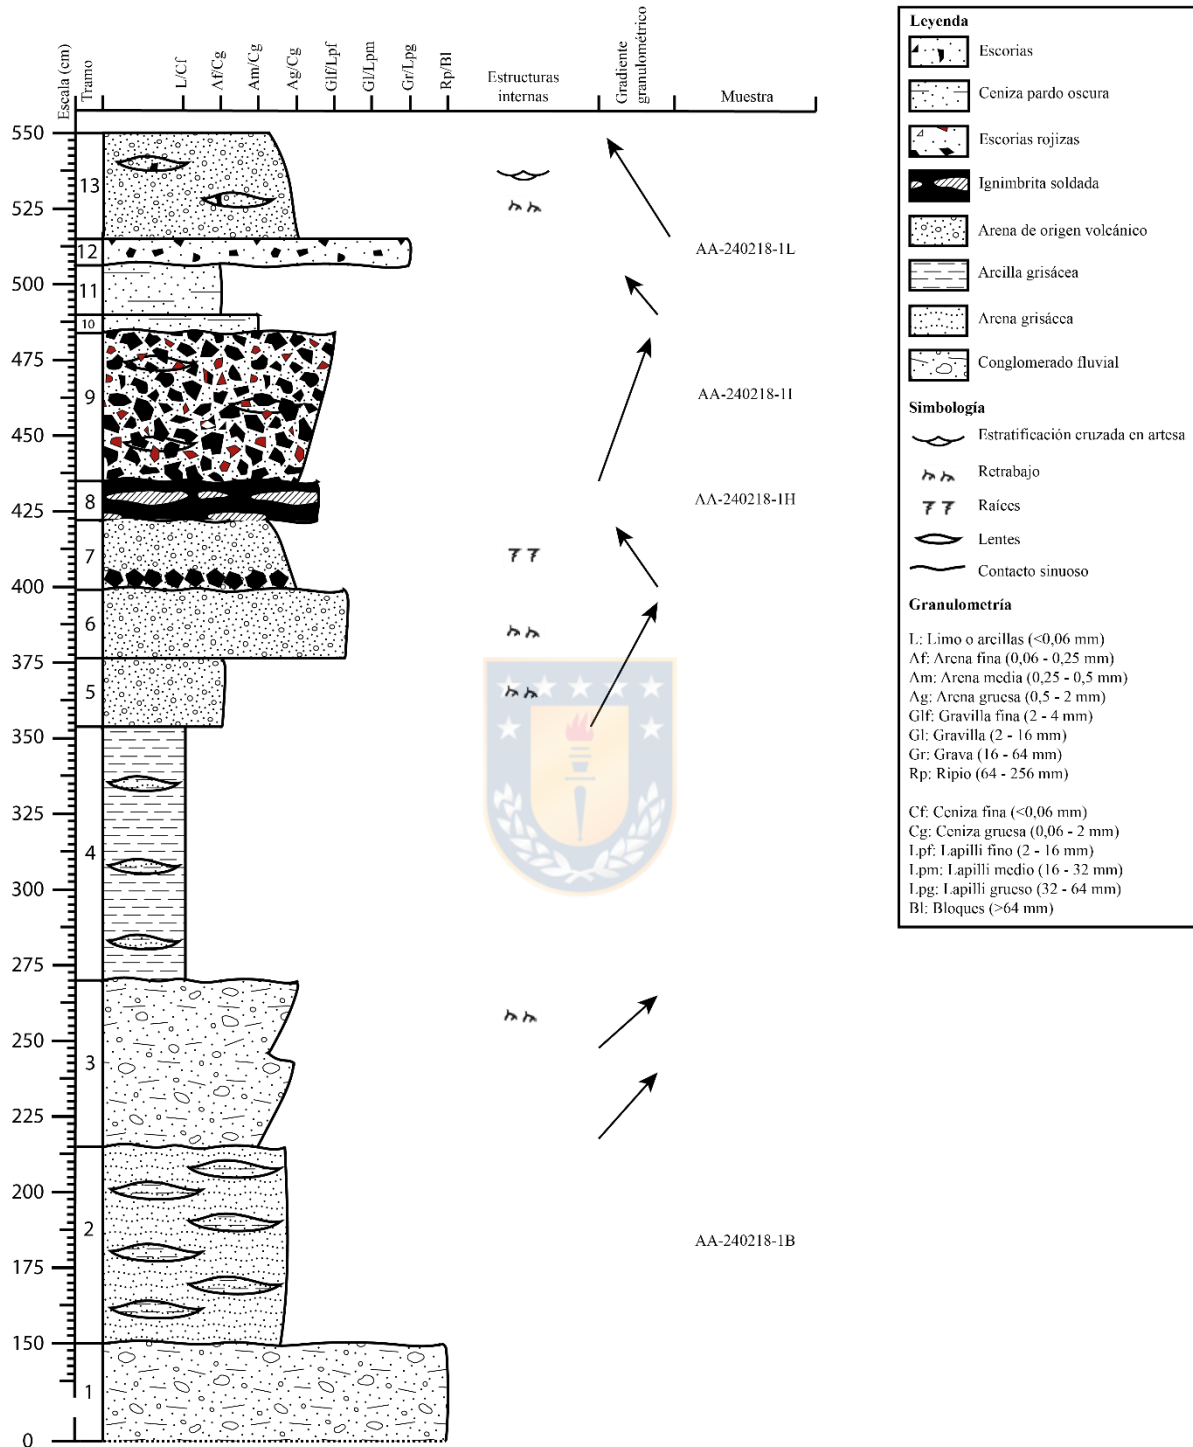 Escala (cm)
Tramo
L/Cf
Af/Cg
Am/Cg
Ag/Cg
Glf/Lpf
Gl/Lpm
Gr/Lpg
Rp/Bl
Estructuras
internas
Gradiente
granulométrico
Muestra
550
13
525
12
AA-240218-1L
500
11
10
475
9
AA-240218-1I
450
8
AA-240218-1H
425
7
400
6
375
5
350
325
4
300
275
250
3
225
200
2
AA-240218-1B
175
150
1
0
Leyenda
Escorias
Ceniza pardo oscura
Escorias rojizas
Ignimbrita soldada
Arena de origen volcánico
Arcilla grisácea
Arena grisácea
Conglomerado fluvial
Simbología
Estratificación cruzada en artesa
Retrabajo
Raíces
Lentes
Contacto sinuoso
Granulometría
L: Limo o arcillas (<0,06 mm)
Af: Arena fina (0,06 - 0,25 mm)
Am: Arena media (0,25 - 0,5 mm)
Ag: Arena gruesa (0,5 - 2 mm)
Glf: Gravilla fina (2 - 4 mm)
Gl: Gravilla (2 - 16 mm)
Gr: Grava (16 - 64 mm)
Rp: Ripio (64 - 256 mm)
Cf: Ceniza fina (<0,06 mm)
Cg: Ceniza gruesa (0,06 - 2 mm)
Lpf: Lapilli fino (2 - 16 mm)
Lpm: Lapilli medio (16 - 32 mm)
Lpg: Lapilli grueso (32 - 64 mm)
Bl: Bloques (>64 mm)